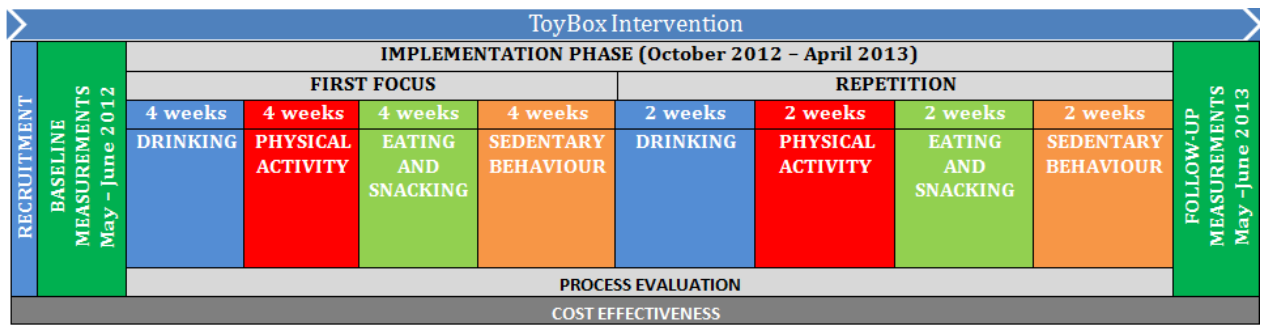 ToyBox Intervention
RECRUITMENT
BASELINE
MEASUREMENTS
May – June 2012
IMPLEMENTATION PHASE (October 2012 – April 2013)
FIRST FOCUS
REPETITION
4 weeks
DRINKING
4 weeks
PHYSICAL
ACTIVITY
4 weeks
EATING
AND
SNACKING
4 weeks
SEDENTARY
BEHAVIOUR
2 weeks
DRINKING
2 weeks
PHYSICAL
ACTIVITY
2 weeks
EATING
AND
SNACKING
2 weeks
SEDENTARY
BEHAVIOUR
FOLLOW-UP
MEASUREMENTS
May –June 2013
PROCESS EVALUATION
COST EFFECTIVENESS